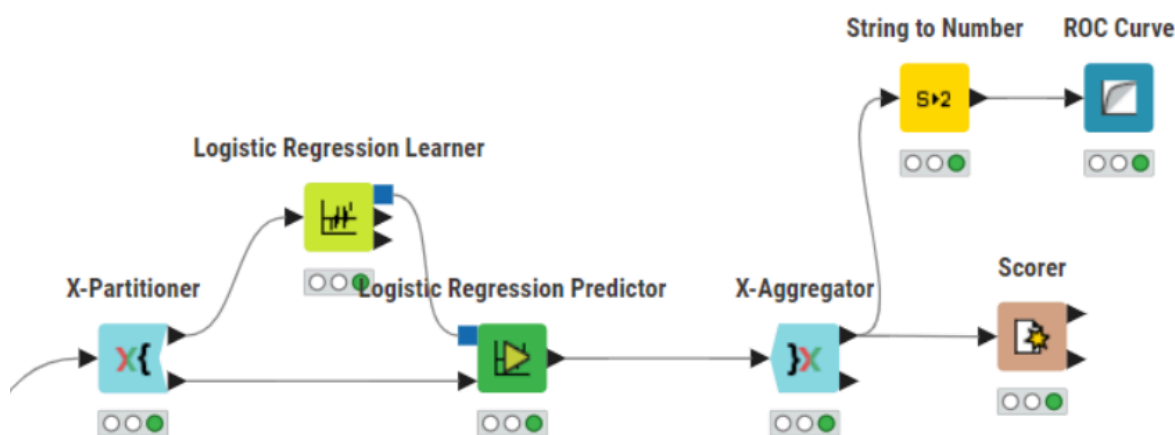 String to Number
ROC Curve
S▸2
Logistic Regression Learner
X-Partitioner
Logistic Regression Predictor
X-Aggregator
Scorer
X{
}X